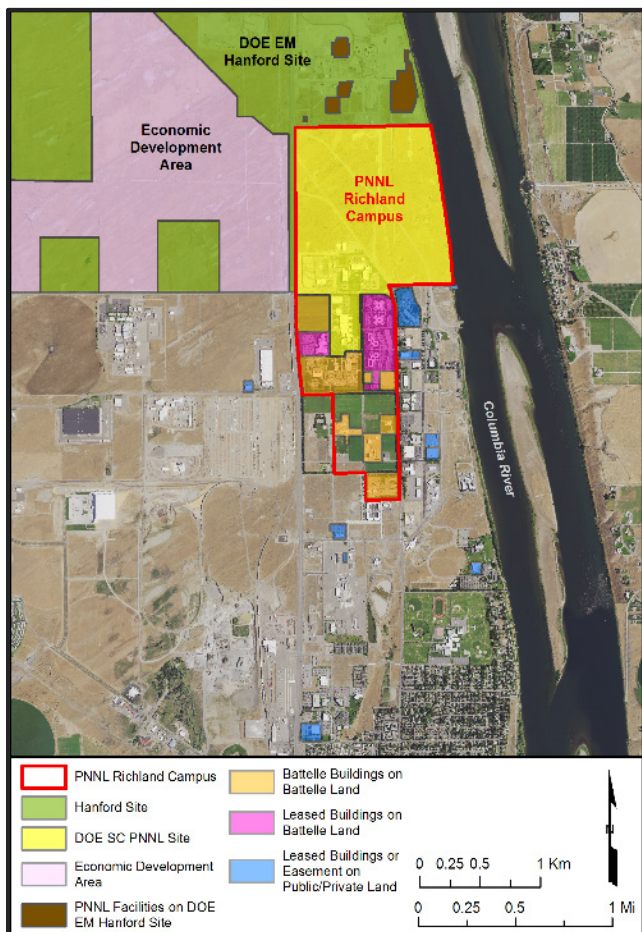 DOE EM
Hanford Site
Economic
Development
Area
PNNL
Richland
Campus
Columbia River
PNNL Richland Campus
Hanford Site
DOE SC PNNL Site
Economic Development
Area
PNNL Facilities on DOE
EM Hanford Site
Battelle Buildings on
Battelle Land
Leased Buildings on
Battelle Land
Leased Buildings or
Easement on
Public/Private Land
N
0 0.25 0.5 1 Km
0 0.25 0.5 1 Mi